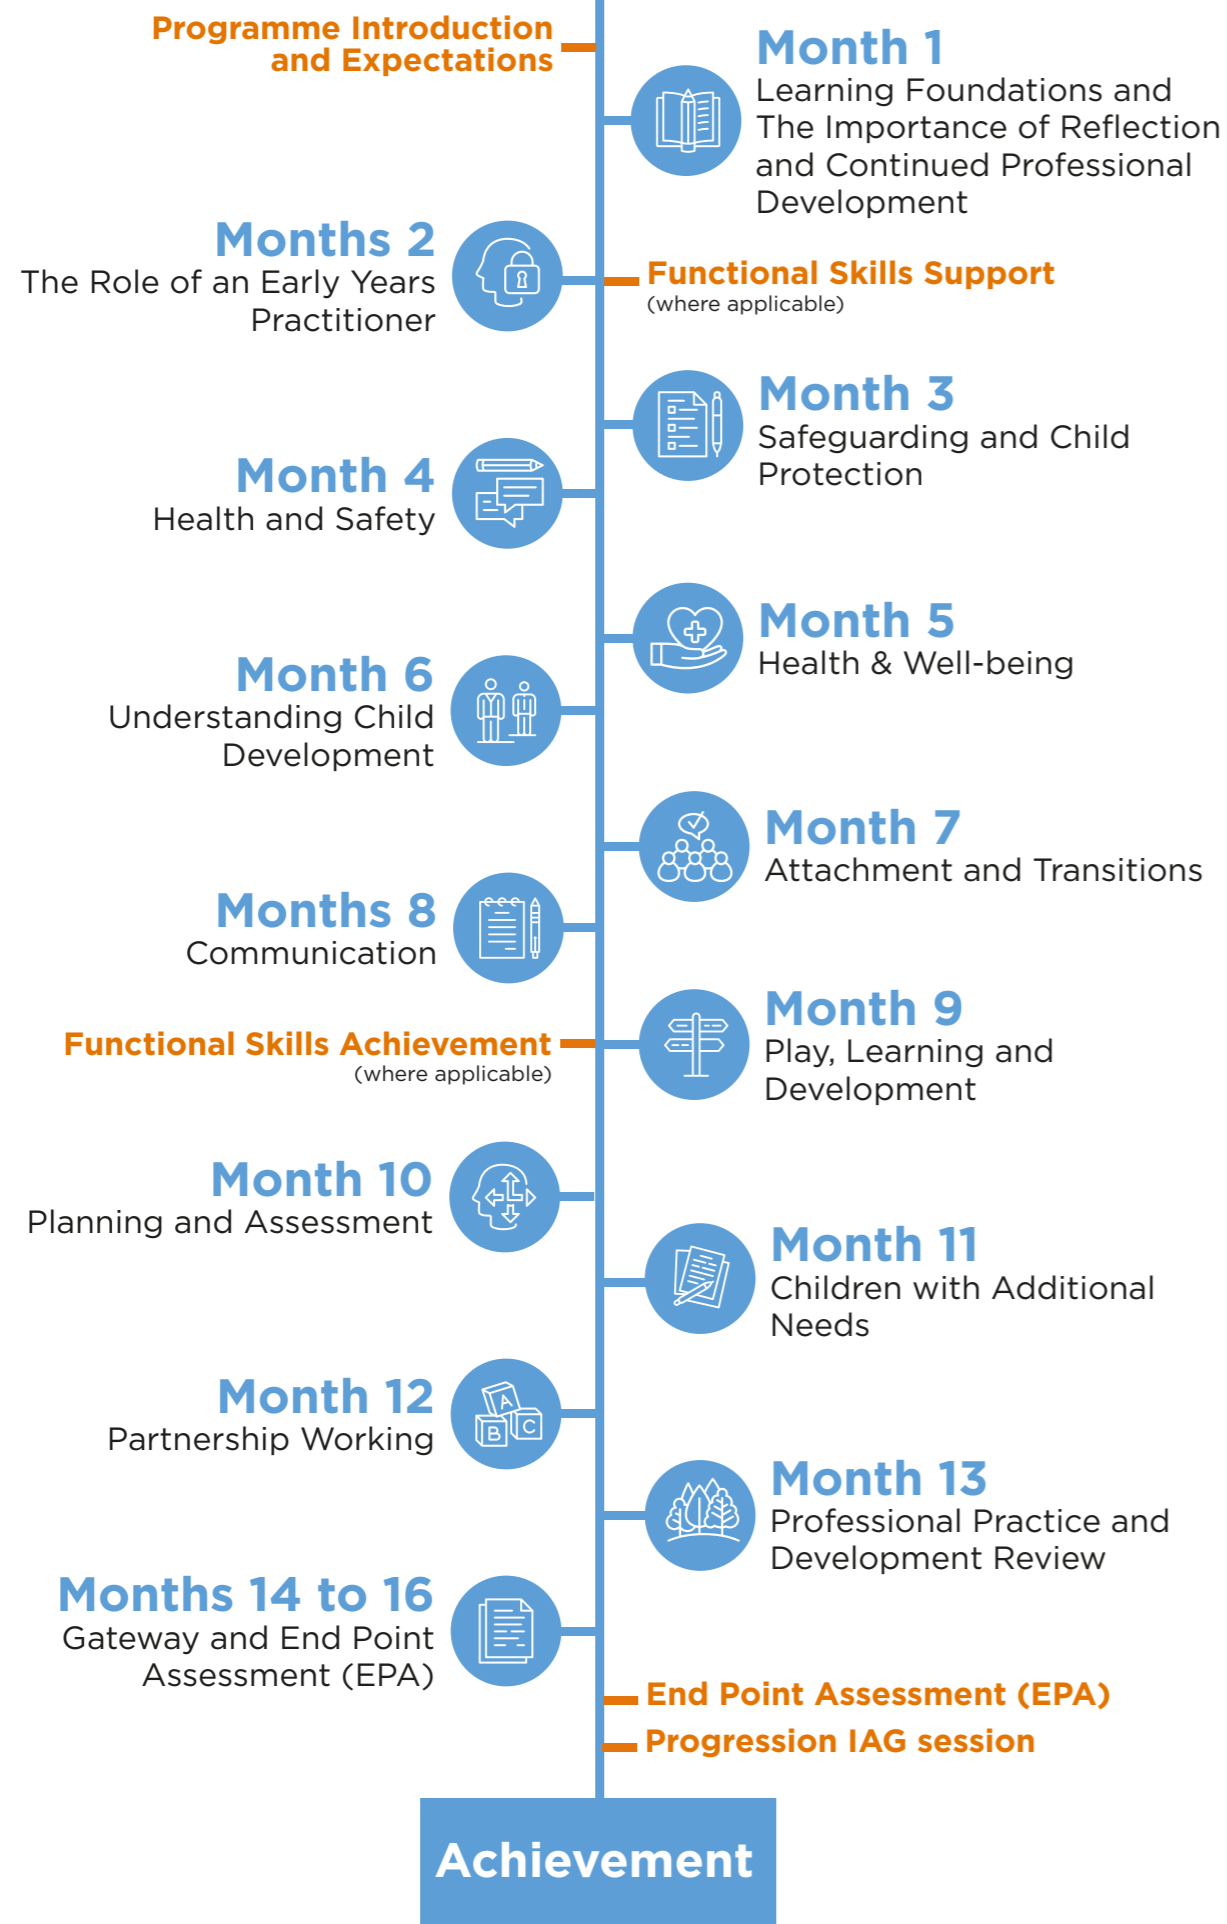 Programme Introduction
and Expectations
Month 1
Learning Foundations and
The Importance of Reflection
and Continued Professional
Development
Months 2
The Role of an Early Years
Practitioner
Functional Skills Support
(where applicable)
Month 3
Safeguarding and Child
Protection
Month 4
Health and Safety
Month 5
Health & Well-being
Month 6
Understanding Child
Development
Month 7
Attachment and Transitions
Months 8
Communication
Month 9
Play, Learning and
Development
Functional Skills Achievement
(where applicable)
Month 10
Planning and Assessment
Month 11
Children with Additional
Needs
Month 12
Partnership Working
A
B
C
Month 13
Professional Practice and
Development Review
Months 14 to 16
Gateway and End Point
Assessment (EPA)
End Point Assessment (EPA)
Progression IAG session
Achievement